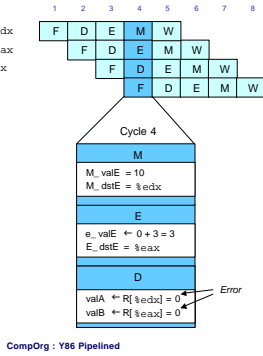 1 2 3 4 5 6 7 8
dx F D E M W
ax F D E M W
x F D E M W
F D E M W
Cycle 4
M
M_valE = 10
M_dstE = %edx
E
e_valE ← 0 + 3 = 3
E_dstE = %eax
D
valA ← R[%edx] = 0
valB ← R[%eax] = 0
Error
CompOrg : Y86 Pipelined